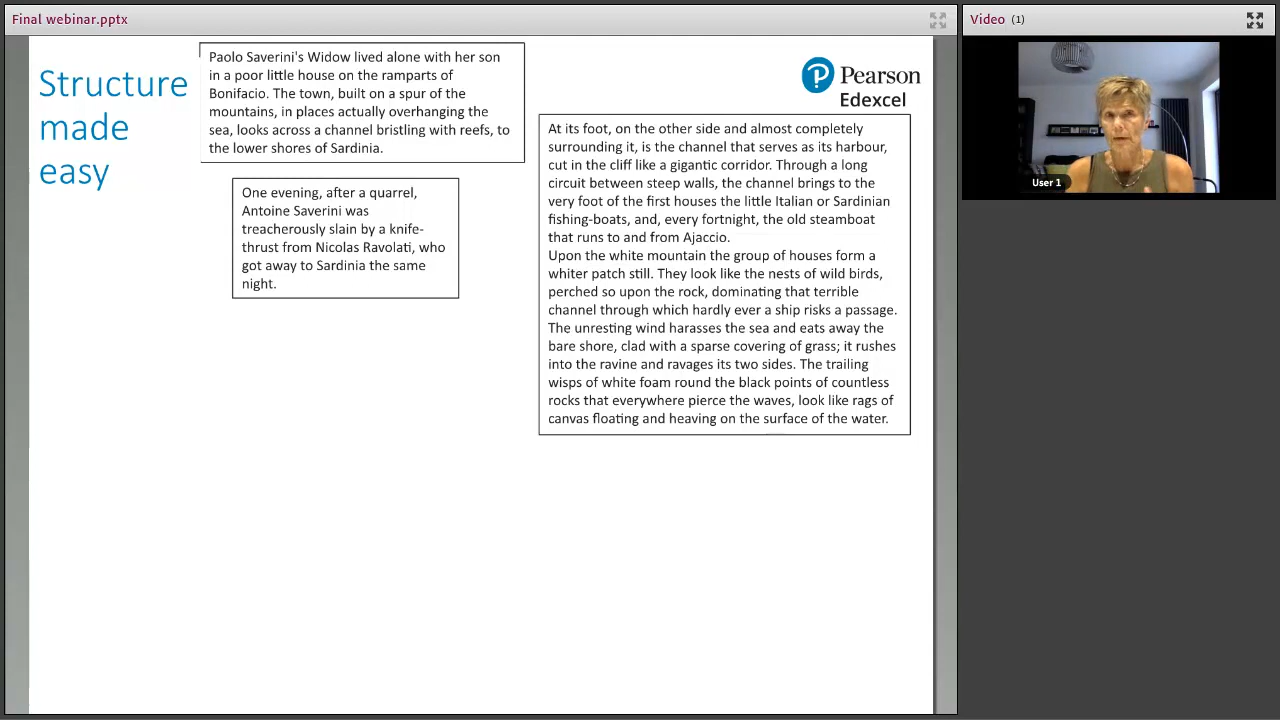 Final webinar.pptx
Video (1)
Structure
made
easy
Paolo Saverini's Widow lived alone with her son
in a poor little house on the ramparts of
Bonifacio. The town, built on a spur of the
mountains, in places actually overhanging the
sea, looks across a channel bristling with reefs, to
the lower shores of Sardinia.
One evening, after a quarrel,
Antoine Saverini was
treacherously slain by a knife-
thrust from Nicolas Ravolati, who
got away to Sardinia the same
night.
Pearson
Edexcel
At its foot, on the other side and almost completely
surrounding it, is the channel that serves as its harbour,
cut in the cliff like a gigantic corridor. Through a long
circuit between steep walls, the channel brings to the
very foot of the first houses the little Italian or Sardinian
fishing-boats, and, every fortnight, the old steamboat
that runs to and from Ajaccio.
Upon the white mountain the group of houses form a
whiter patch still. They look like the nests of wild birds,
perched so upon the rock, dominating that terrible
channel through which hardly ever a ship risks a passage.
The unresting wind harasses the sea and eats away the
bare shore, clad with a sparse covering of grass; it rushes
into the ravine and ravages its two sides. The trailing
wisps of white foam round the black points of countless
rocks that everywhere pierce the waves, look like rags of
canvas floating and heaving on the surface of the water.
User 1